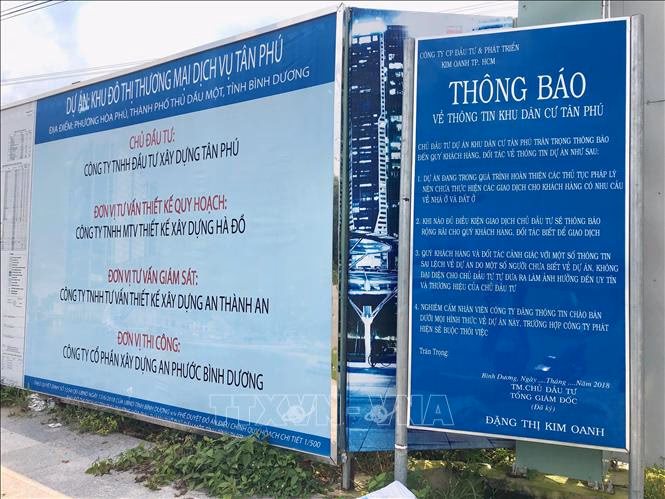 DỰ ÁN: KHU ĐÔ THỊ THƯƠNG MẠI DỊCH VỤ TÂN PHÚ
ĐỊA ĐIỂM: PHƯỜNG HÒA PHÚ, THÀNH PHỐ THỦ DẦU MỘT, TỈNH BÌNH DƯƠNG
CHỦ ĐẦU TƯ:
CÔNG TY TNHH ĐẦU TƯ XÂY DỰNG TÂN PHÚ
ĐƠN VỊ TƯ VẤN THIẾT KẾ QUY HOẠCH:
CÔNG TY TNHH MTV THIẾT KẾ XÂY DỰNG HÀ ĐÔ
ĐƠN VỊ TƯ VẤN GIÁM SÁT:
CÔNG TY TNHH TƯ VẤN THIẾT KẾ XÂY DỰNG AN THÀNH AN
ĐƠN VỊ THI CÔNG:
CÔNG TY CỔ PHẦN XÂY DỰNG AN PHƯỚC BÌNH DƯƠNG
CÔNG TY CP ĐẦU TƯ & PHÁT TRIỂN
KIM OANH TP. HCM
THÔNG BÁO
VỀ THÔNG TIN KHU DÂN CƯ TÂN PHÚ
CHỦ ĐẦU TƯ DỰ ÁN KHU DÂN CƯ TÂN PHÚ TRÂN TRỌNG THÔNG BÁO
ĐẾN QUÝ KHÁCH HÀNG, ĐỐI TÁC VỀ THÔNG TIN DỰ ÁN NHƯ SAU:
1. DỰ ÁN ĐANG TRONG QUÁ TRÌNH HOÀN THIỆN CÁC THỦ TỤC PHÁP LÝ
NÊN CHƯA THỰC HIỆN CÁC GIAO DỊCH CHO KHÁCH HÀNG CÓ NHU CẦU
VỀ NHÀ Ở VÀ ĐẤT Ở
2. KHI NÀO ĐỦ ĐIỀU KIỆN GIAO DỊCH CHỦ ĐẦU TƯ SẼ THÔNG BÁO
RỘNG RÃI CHO QUÝ KHÁCH HÀNG, ĐỐI TÁC BIẾT ĐỂ GIAO DỊCH
3. QUÝ KHÁCH HÀNG VÀ ĐỐI TÁC CẢNH GIÁC VỚI MỘT SỐ THÔNG TIN
SAI LỆCH VỀ DỰ ÁN DO MỘT SỐ NGƯỜI CHƯA BIẾT VỀ DỰ ÁN, KHÔNG
ĐẠI DIỆN CHO CHỦ ĐẦU TƯ TỰ ĐƯA RA LÀM ẢNH HƯỞNG ĐẾN UY TÍN
VÀ THƯƠNG HIỆU CỦA CHỦ ĐẦU TƯ
4. NGHIÊM CẤM NHÂN VIÊN CÔNG TY ĐĂNG THÔNG TIN CHÀO BÁN
DƯỚI MỌI HÌNH THỨC VỀ DỰ ÁN NÀY, TRƯỜNG HỢP CÔNG TY PHÁT
HIỆN SẼ BUỘC THÔI VIỆC
Trân Trọng:
Bình Dương, Ngày .... Tháng .... Năm 2018
TM.CHỦ ĐẦU TƯ
TỔNG GIÁM ĐỐC
(Đã ký)
ĐẶNG THỊ KIM OANH